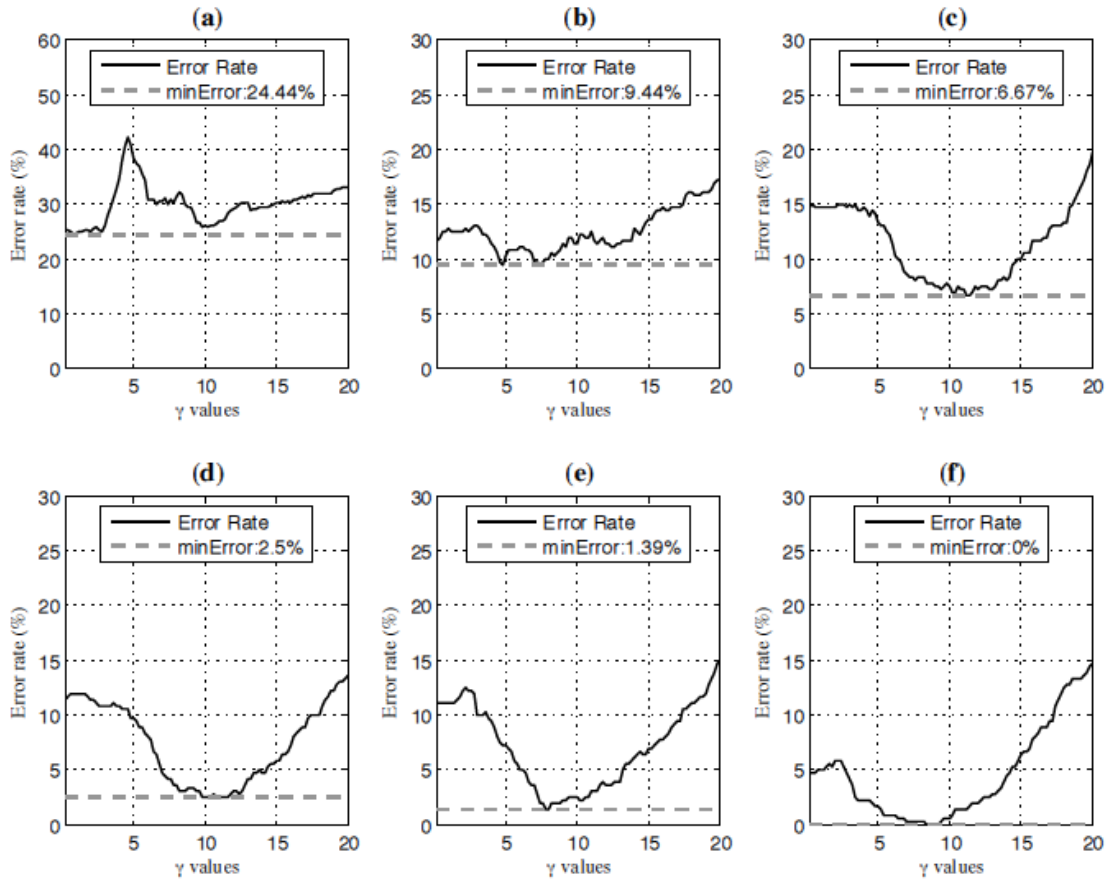 (a)
60
50
40
30
20
10
0
Error rate (%)
Error Rate
minError:24.44%
5
10
15
20
γ values
(b)
30
25
20
15
10
5
0
Error rate (%)
Error Rate
minError:9.44%
5
10
15
20
γ values
(c)
30
25
20
15
10
5
0
Error rate (%)
Error Rate
minError:6.67%
5
10
15
20
γ values
(d)
30
25
20
15
10
5
0
Error rate (%)
Error Rate
minError:2.5%
5
10
15
20
γ values
(e)
30
25
20
15
10
5
0
Error rate (%)
Error Rate
minError:1.39%
5
10
15
20
γ values
(f)
30
25
20
15
10
5
0
Error rate (%)
Error Rate
minError:0%
5
10
15
20
γ values